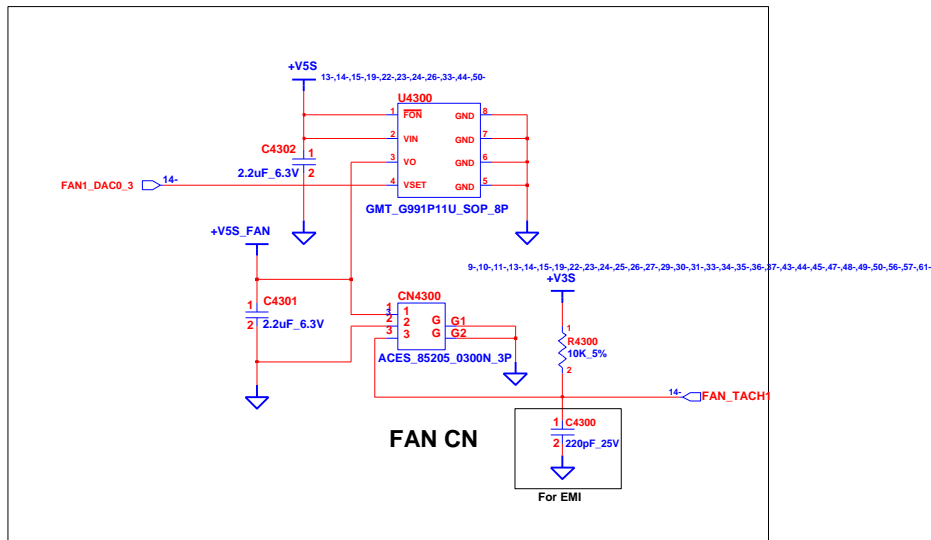 +V5S
13-,14-,15-,19-,22-,23-,24-,26-,33-,44-,50-
U4300
1 FON GND 8
2 VIN GND 7
3 VO GND 6
4 VSET GND 5
GMT_G991P11U_SOP_8P
C4302
1
2.2uF_6.3V
2
FAN1_DAC0_3
14-
+V5S_FAN
C4301
1
2.2uF_6.3V
2
CN4300
1 1
2 2
3 3
G G1
G G2
ACES_85205_0300N_3P
9-,10-,11-,13-,14-,15-,19-,22-,23-,24-,25-,26-,27-,29-,30-,31-,33-,34-,35-,36-,37-,43-,44-,45-,47-,48-,49-,50-,56-,57-,61-
+V3S
1
R4300
10K_5%
2
14-
FAN_TACH1
FAN CN
C4300
1
2
220pF_25V
For EMI